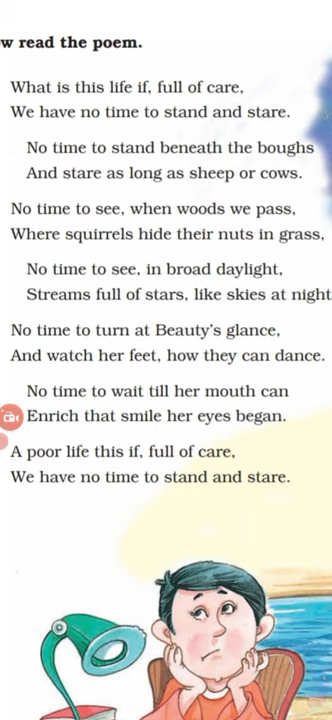 w read the poem.
What is this life if, full of care,
We have no time to stand and stare.
No time to stand beneath the boughs
And stare as long as sheep or cows.
No time to see, when woods we pass,
Where squirrels hide their nuts in grass,
No time to see, in broad daylight,
Streams full of stars, like skies at night
No time to turn at Beauty's glance,
And watch her feet, how they can dance.
No time to wait till her mouth can
Enrich that smile her eyes began.
A poor life this if, full of care,
We have no time to stand and stare.